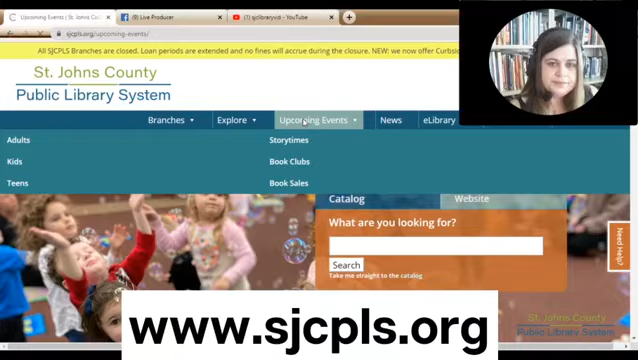 Upcoming Events | St. Johns C
(8) Live Producer
(3) sjclibraryvid - YouTube
sjcpls.org/upcoming-events/
All SJCPLS Branches are closed. Loan periods are extended and no fines will accrue during the closure. NEW: we now offer Curbsid
St. Johns County
Public Library System
Branches
Explore
Upcoming Events
News
eLibrary
Adults
Storytimes
Kids
Book Clubs
Teens
Book Sales
Catalog
Website
What are you looking for?
Search
Take me straight to the catalog
Need Help?
St. Johns County
Public Library System
www.sjcpls.org